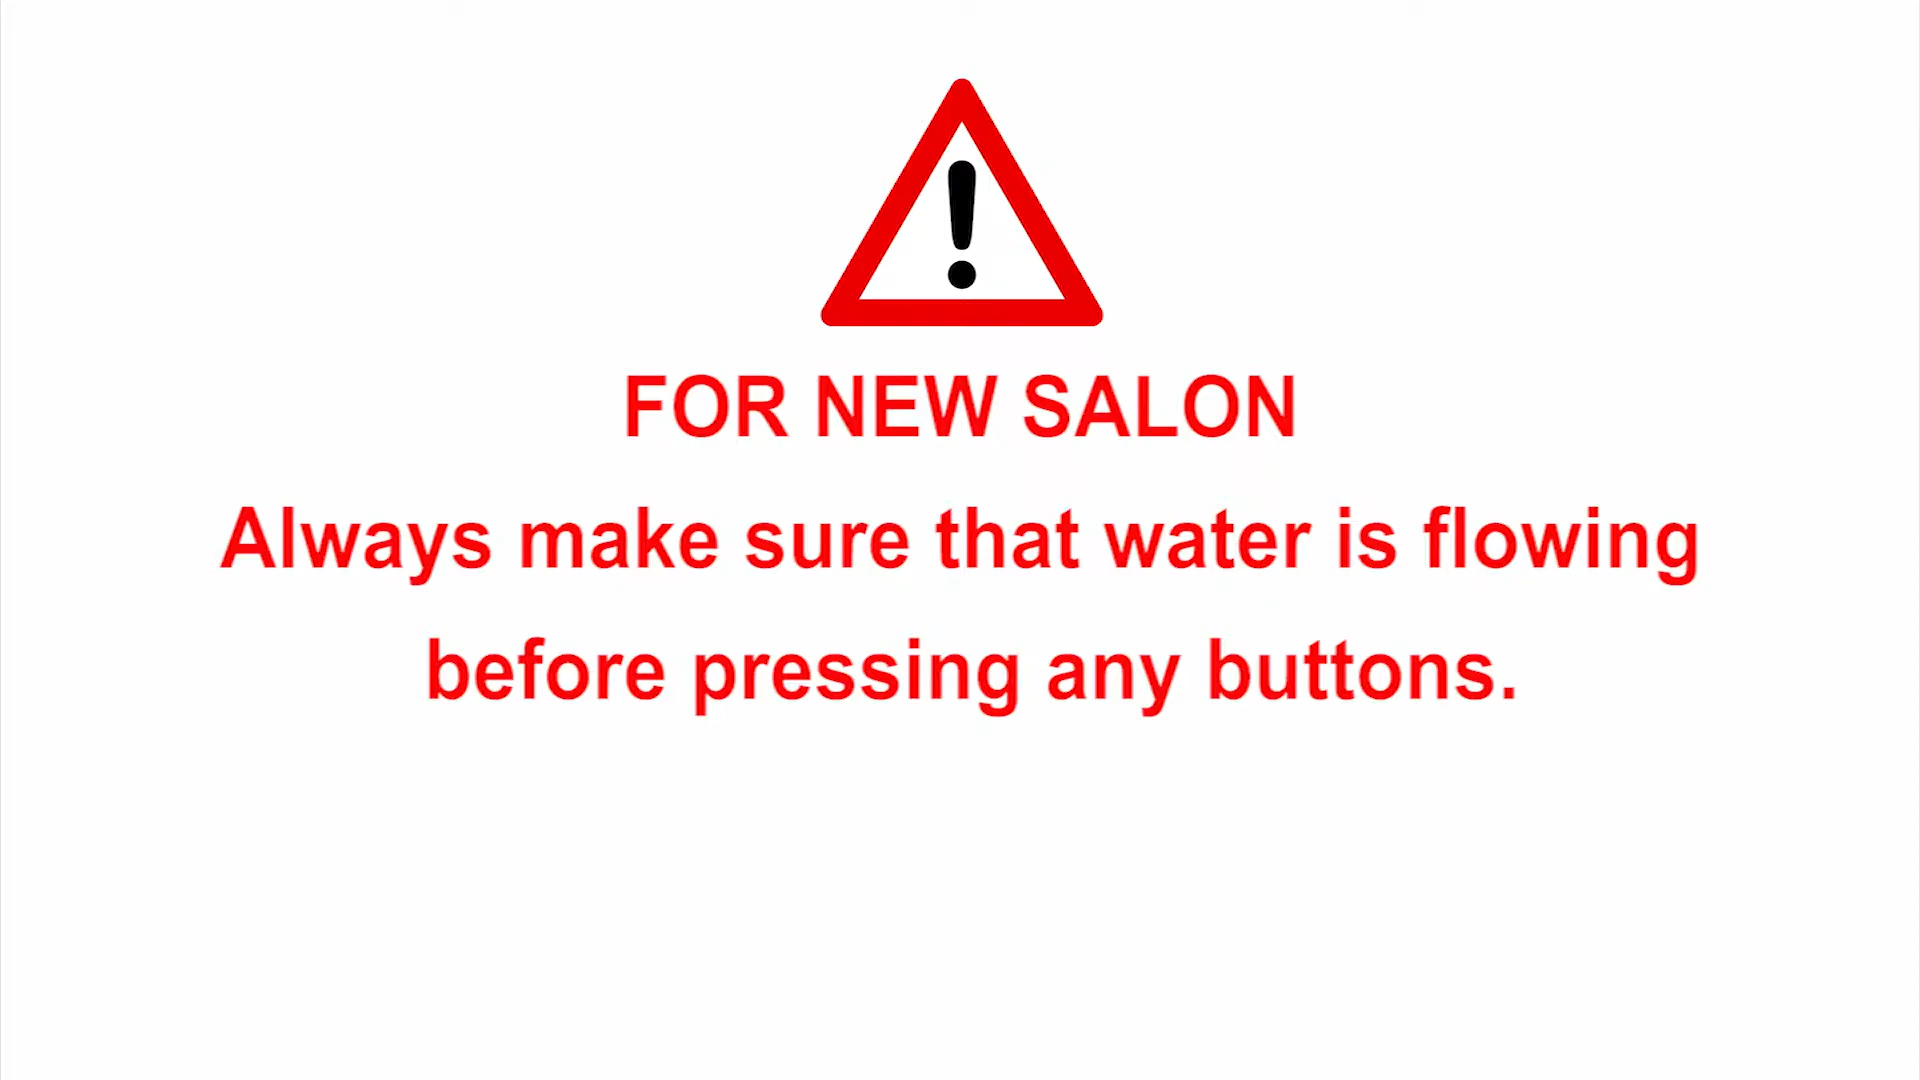 FOR NEW SALON
Always make sure that water is flowing
before pressing any buttons.